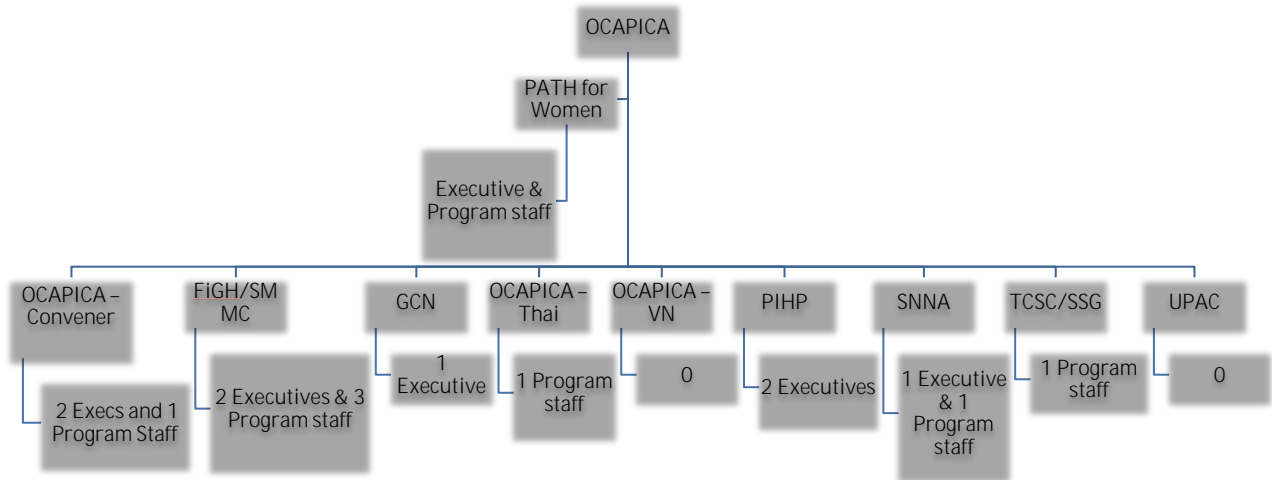 OCAPICA
PATH for
Women
Executive &
Program staff
OCAPICA –
Convener
FiGH/SM
MC
GCN
OCAPICA –
Thai
OCAPICA –
VN
PIHP
SNNA
TCSC/SSG
UPAC
2 Execs and 1
Program Staff
2 Executives & 3
Program staff
1
Executive
1 Program
staff
0
2 Executives
1 Executive
& 1
Program
staff
1 Program
staff
0